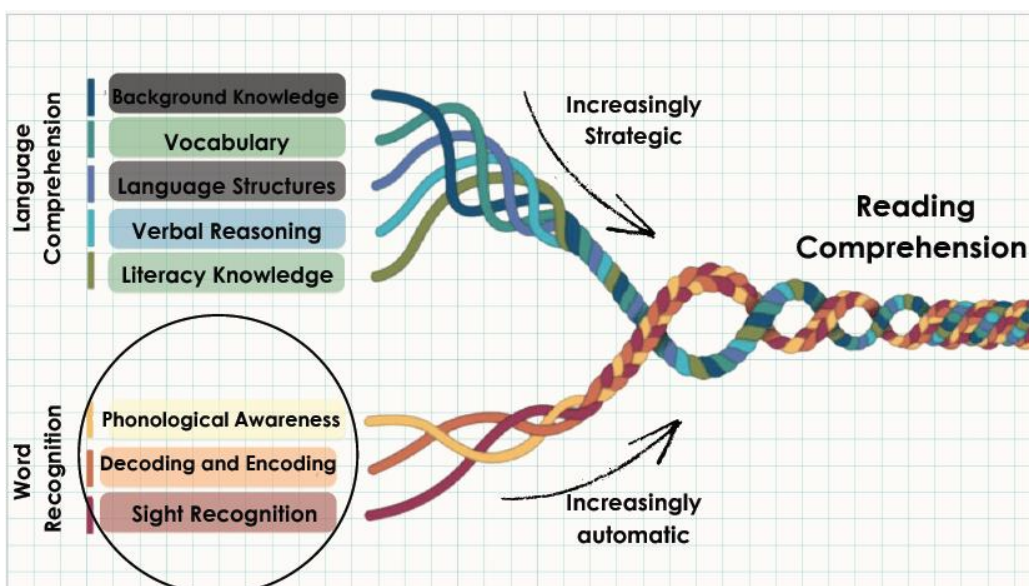 Language
Comprehension
Background Knowledge
Vocabulary
Language Structures
Verbal Reasoning
Literacy Knowledge
Increasingly
Strategic
Reading
Comprehension
Word
Recognition
Phonological Awareness
Decoding and Encoding
Sight Recognition
Increasingly
automatic